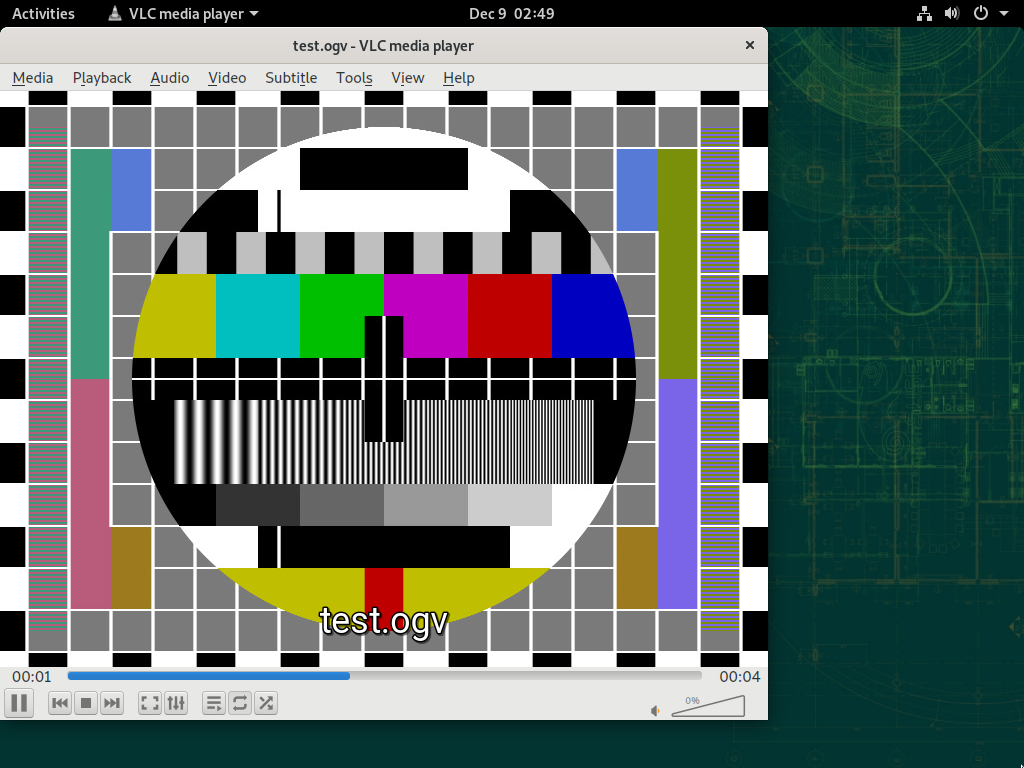 Activities VLC media player Dec 9 02:49
test.ogv - VLC media player
Media Playback Audio Video Subtitle Tools View Help
test.ogv
00:01 00:04
0%